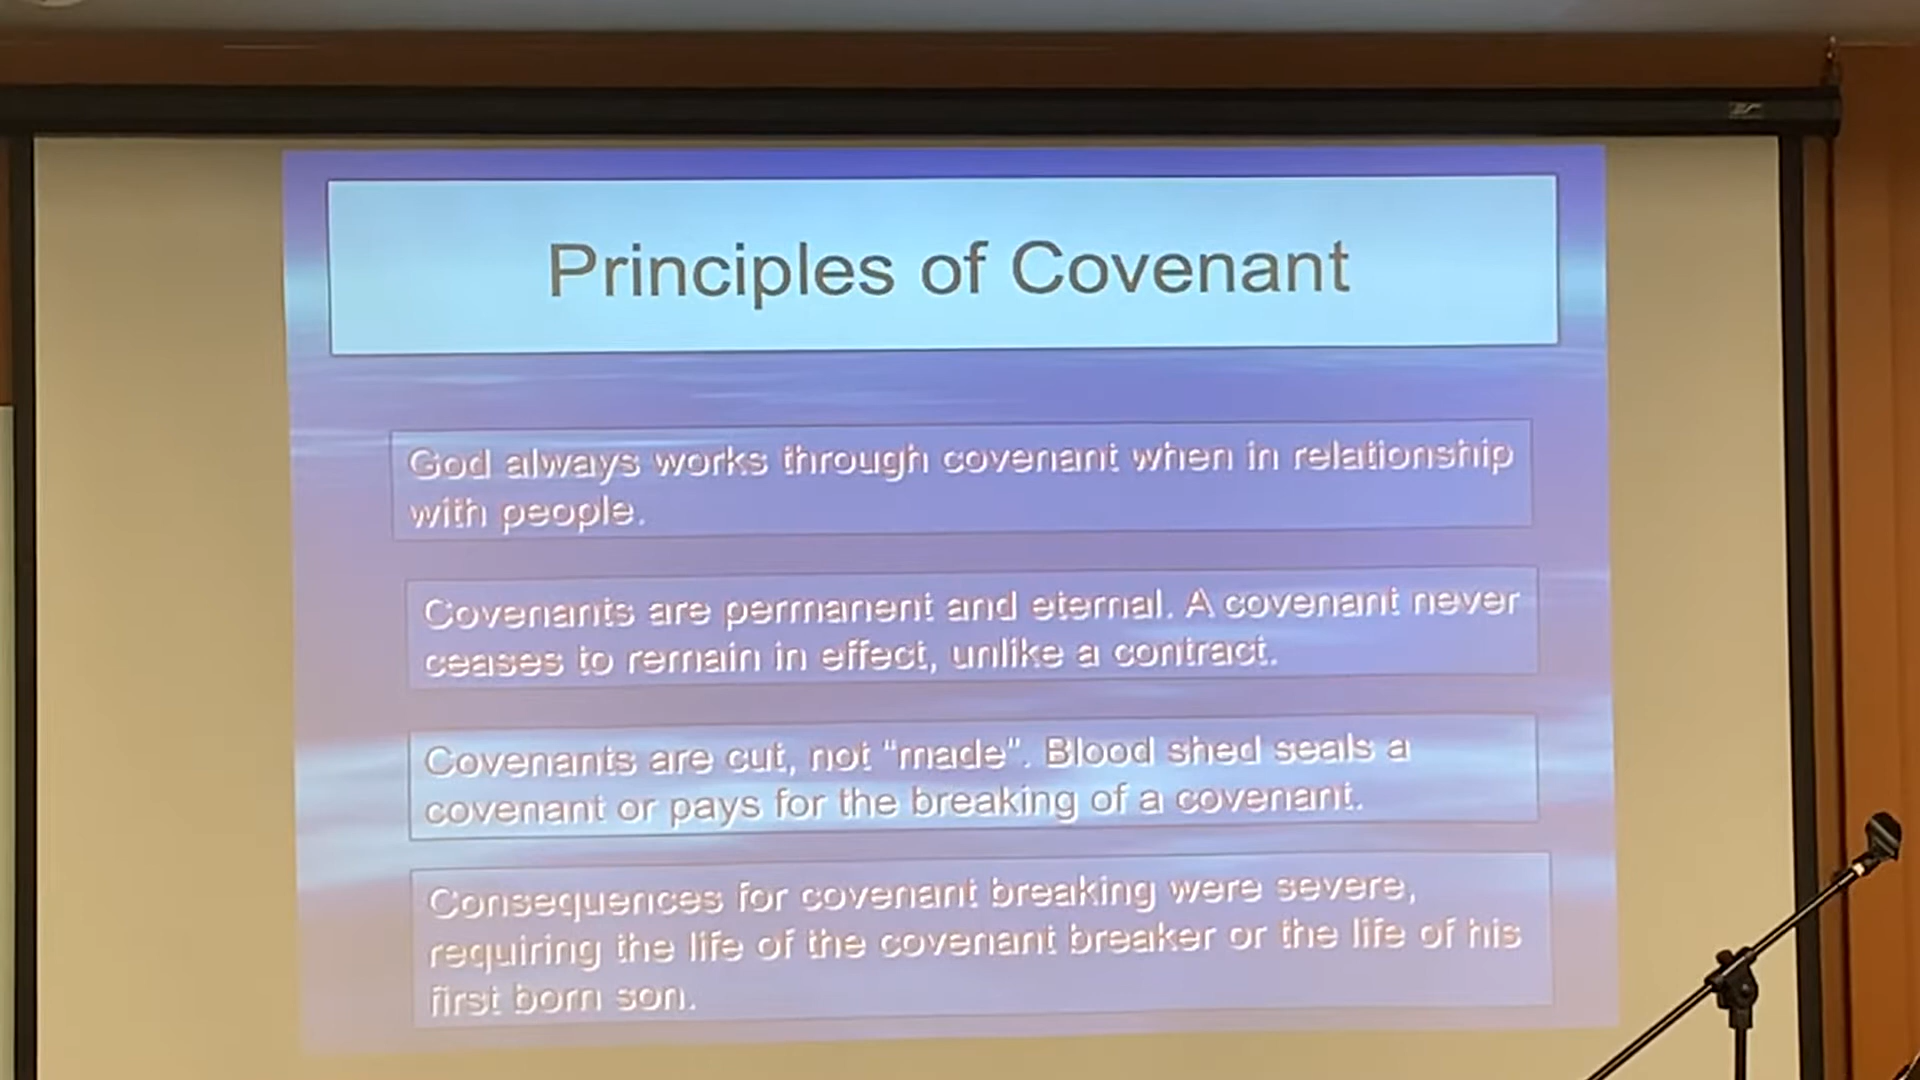 Principles of Covenant
God always works through covenant when in relationship
with people.
Covenants are permanent and eternal. A covenant never
ceases to remain in effect, unlike a contract.
Covenants are cut, not "made". Blood shed seals a
covenant or pays for the breaking of a covenant.
Consequences for covenant breaking were severe,
requiring the life of the covenant breaker or the life of his
first born son.